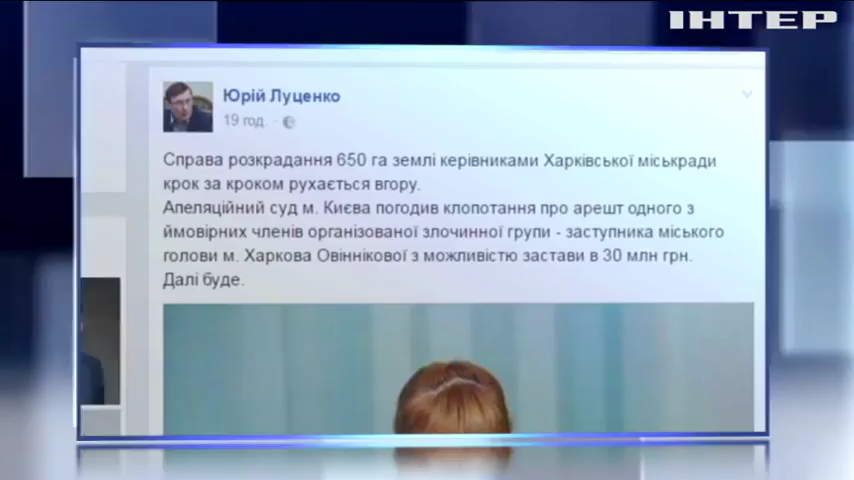 ІНТЕР
Юрій Луценко
19 год. ·
Справа розкрадання 650 га землі керівниками Харківської міськради
крок за кроком рухається вгору.
Апеляційний суд м. Києва погодив клопотання про арешт одного з
ймовірних членів організованої злочинної групи - заступника міського
голови м. Харкова Овіннікової з можливістю застави в 30 млн грн.
Далі буде.